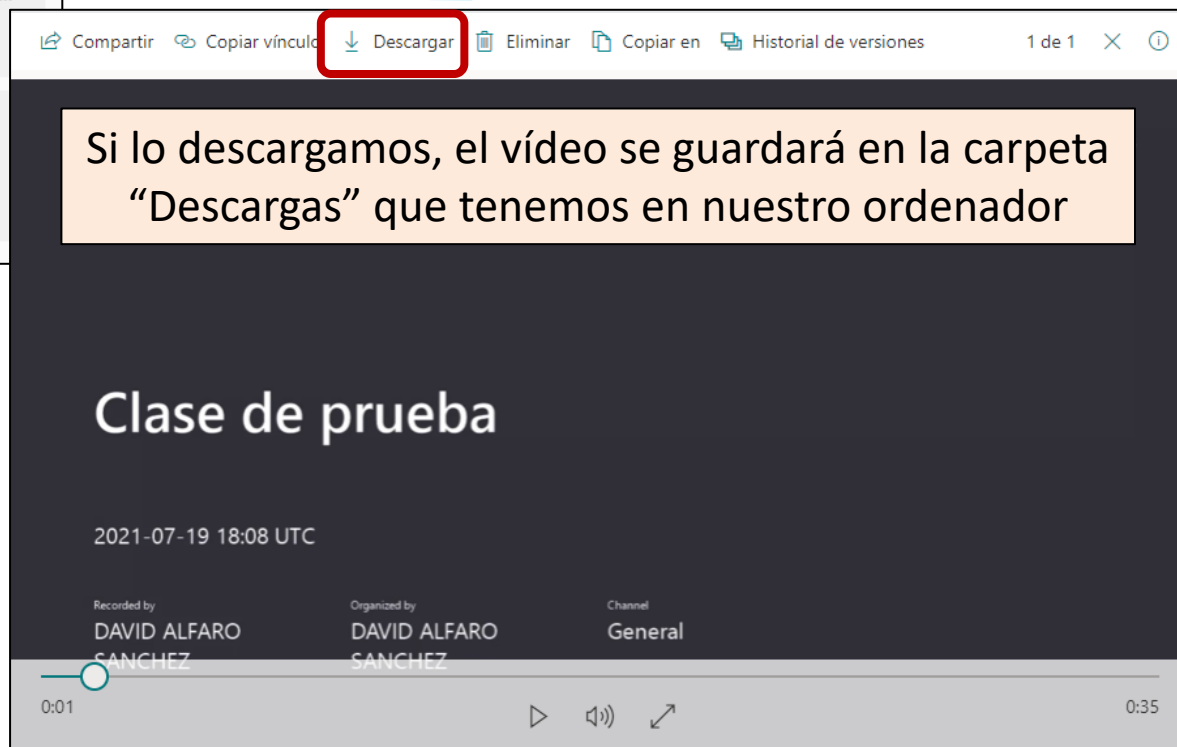 Compartir Copiar vínculo Descargar Eliminar Copiar en Historial de versiones 1 de 1
Si lo descargamos, el vídeo se guardará en la carpeta
“Descargas” que tenemos en nuestro ordenador
Clase de prueba
2021-07-19 18:08 UTC
Recorded by Organized by Channel
DAVID ALFARO DAVID ALFARO General
SANCHEZ SANCHEZ
0:01 0:35